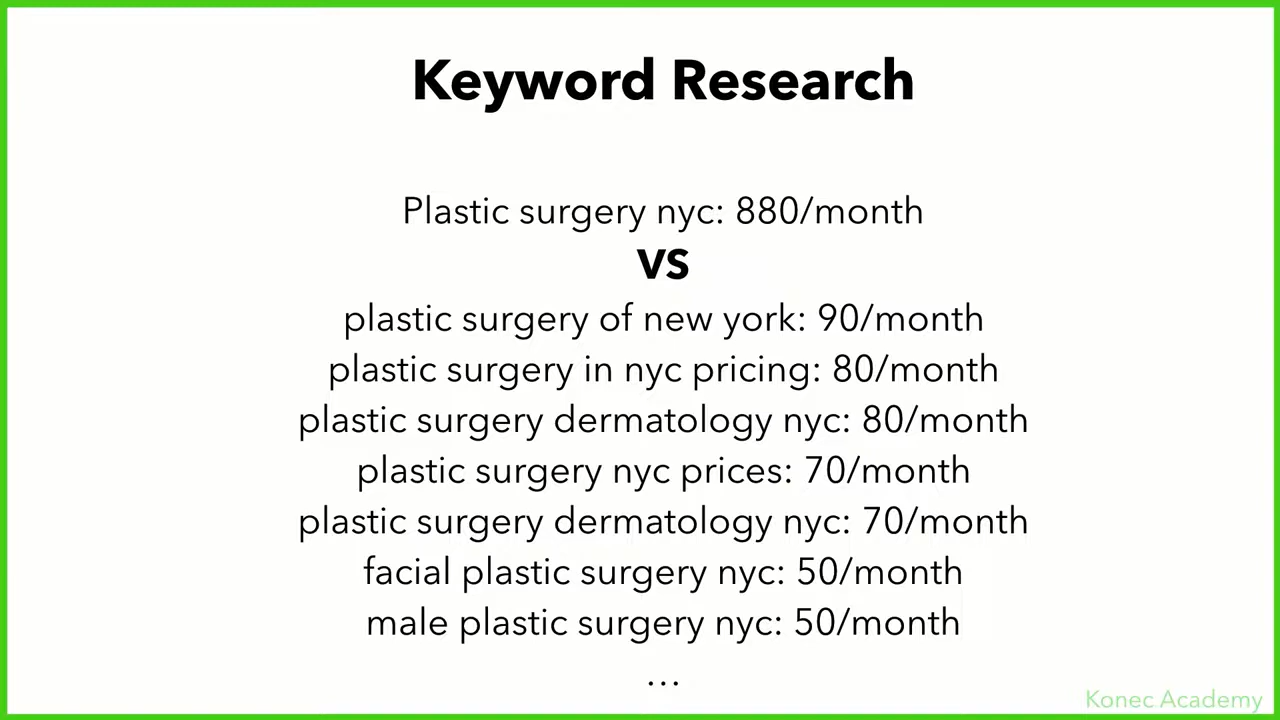 Keyword Research
Plastic surgery nyc: 880/month
VS
plastic surgery of new york: 90/month
plastic surgery in nyc pricing: 80/month
plastic surgery dermatology nyc: 80/month
plastic surgery nyc prices: 70/month
plastic surgery dermatology nyc: 70/month
facial plastic surgery nyc: 50/month
male plastic surgery nyc: 50/month
...
Konec Academy